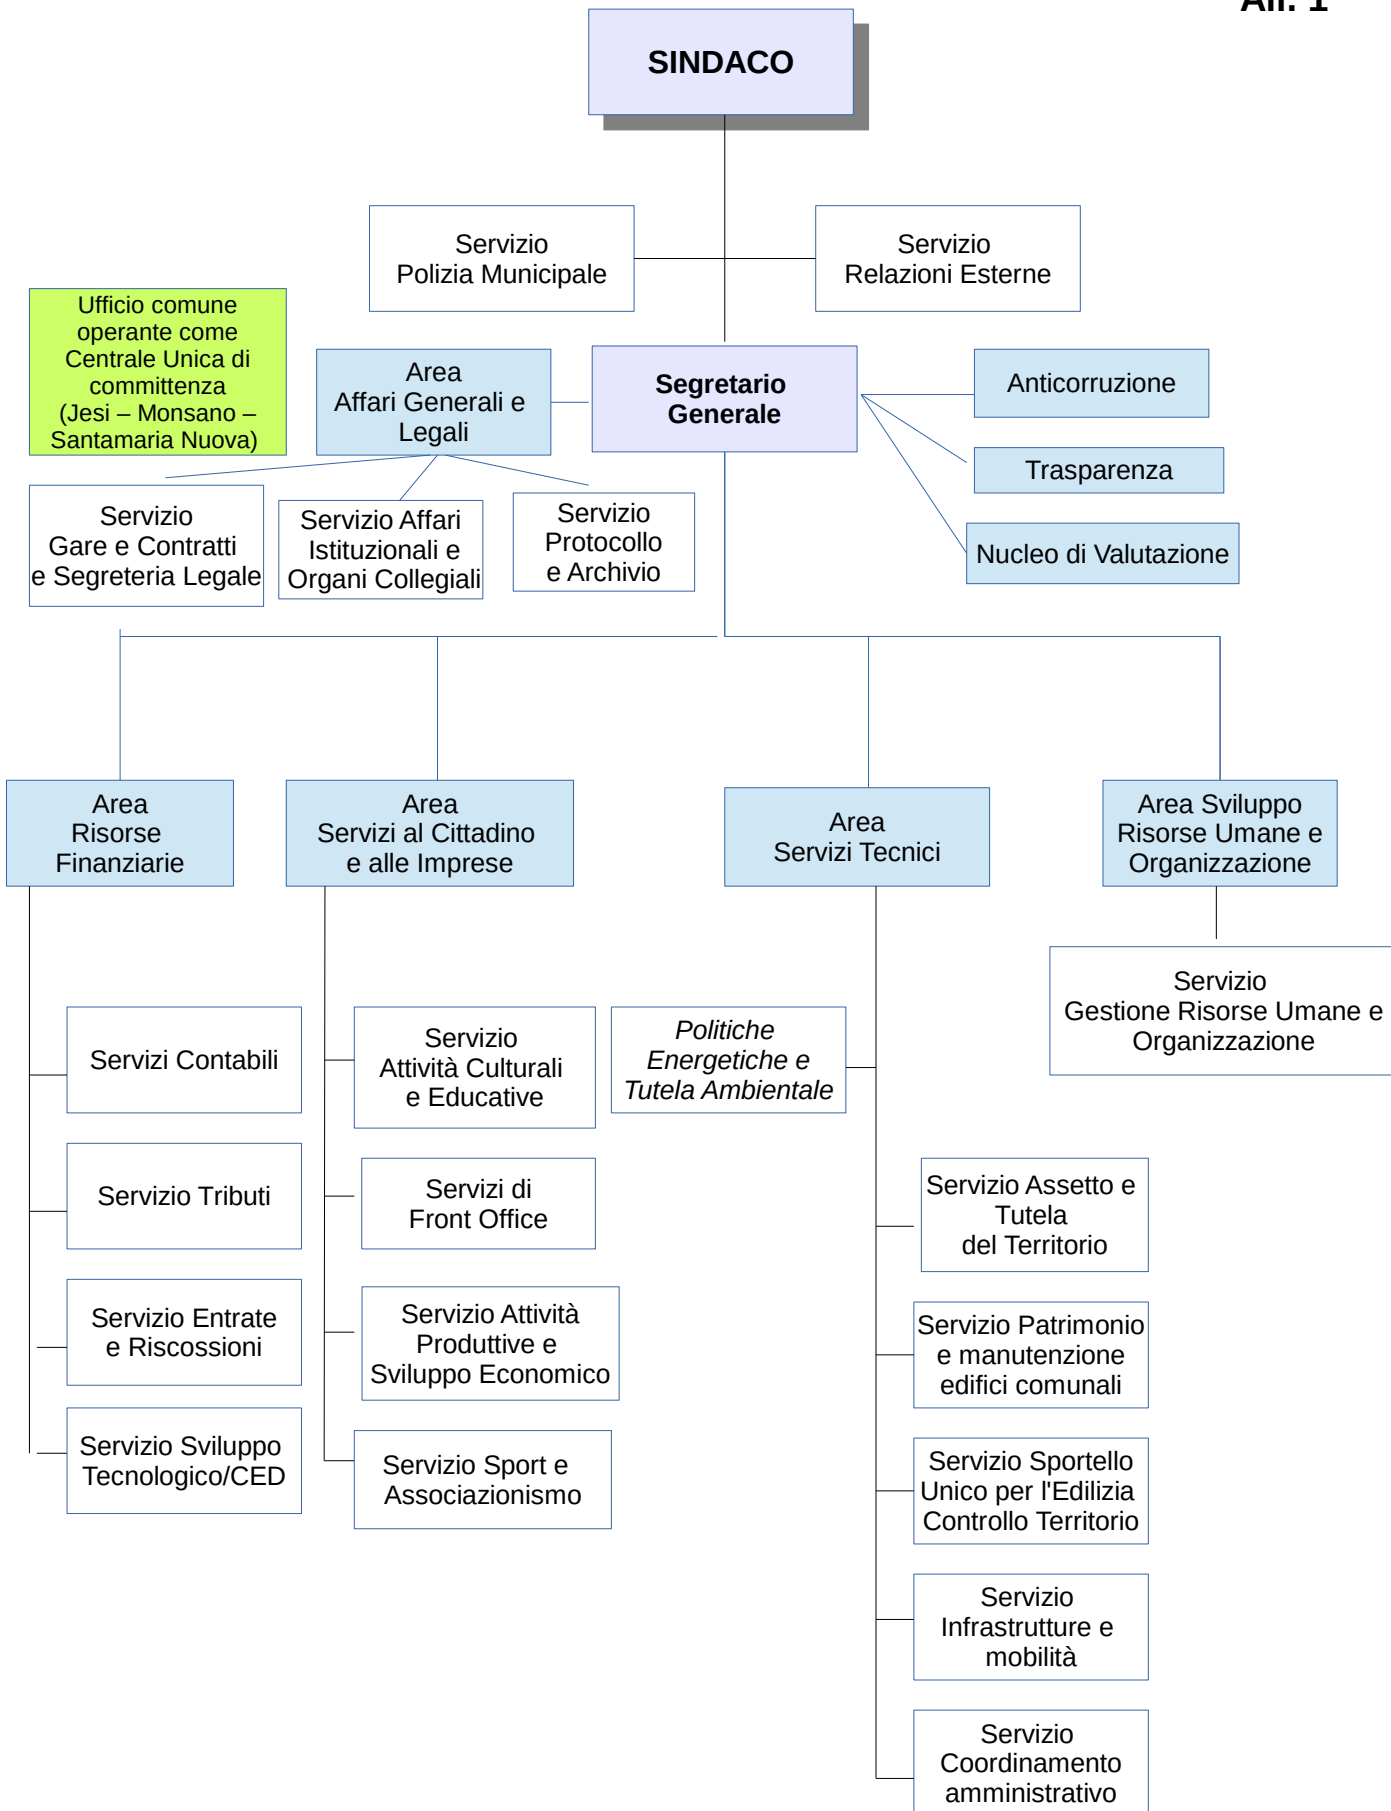 All. 1
SINDACO
Servizio
Polizia Municipale
Servizio
Relazioni Esterne
Ufficio comune
operante come
Centrale Unica di
committenza
(Jesi – Monsano –
Santamaria Nuova)
Area
Affari Generali e
Legali
Segretario
Generale
Anticorruzione
Trasparenza
Nucleo di Valutazione
Servizio
Gare e Contratti
e Segreteria Legale
Servizio Affari
Istituzionali e
Organi Collegiali
Servizio
Protocollo
e Archivio
Area
Risorse
Finanziarie
Area
Servizi al Cittadino
e alle Imprese
Area
Servizi Tecnici
Area Sviluppo
Risorse Umane e
Organizzazione
Servizi Contabili
Servizio Tributi
Servizio Entrate
e Riscossioni
Servizio Sviluppo
Tecnologico/CED
Servizio
Attività Culturali
e Educative
Servizi di
Front Office
Servizio Attività
Produttive e
Sviluppo Economico
Servizio Sport e
Associazionismo
Politiche
Energetiche e
Tutela Ambientale
Servizio Assetto e
Tutela
del Territorio
Servizio Patrimonio
e manutenzione
edifici comunali
Servizio Sportello
Unico per l'Edilizia
Controllo Territorio
Servizio
Infrastrutture e
mobilità
Servizio
Coordinamento
amministrativo
Servizio
Gestione Risorse Umane e
Organizzazione